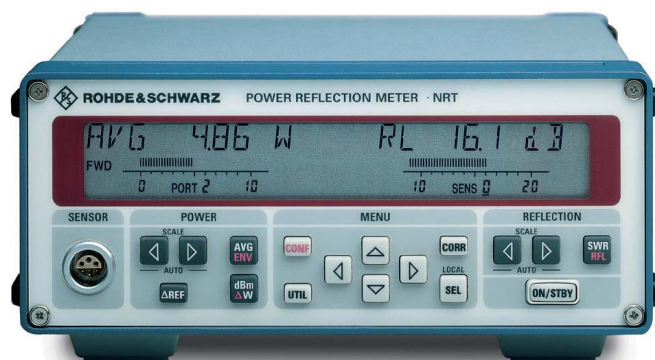 R&S ROHDE&SCHWARZ POWER REFLECTION METER · NRT
AVG 4.86 W RL 16.1 dB
FWD
0 PORT 2 10 10 SENS 0 20
SENSOR POWER MENU REFLECTION
SCALE SCALE
AVG ENV CONF CORR SWR RFL
AUTO LOCAL AUTO
ΔREF dBm ΔW UTIL SEL ON/STBY